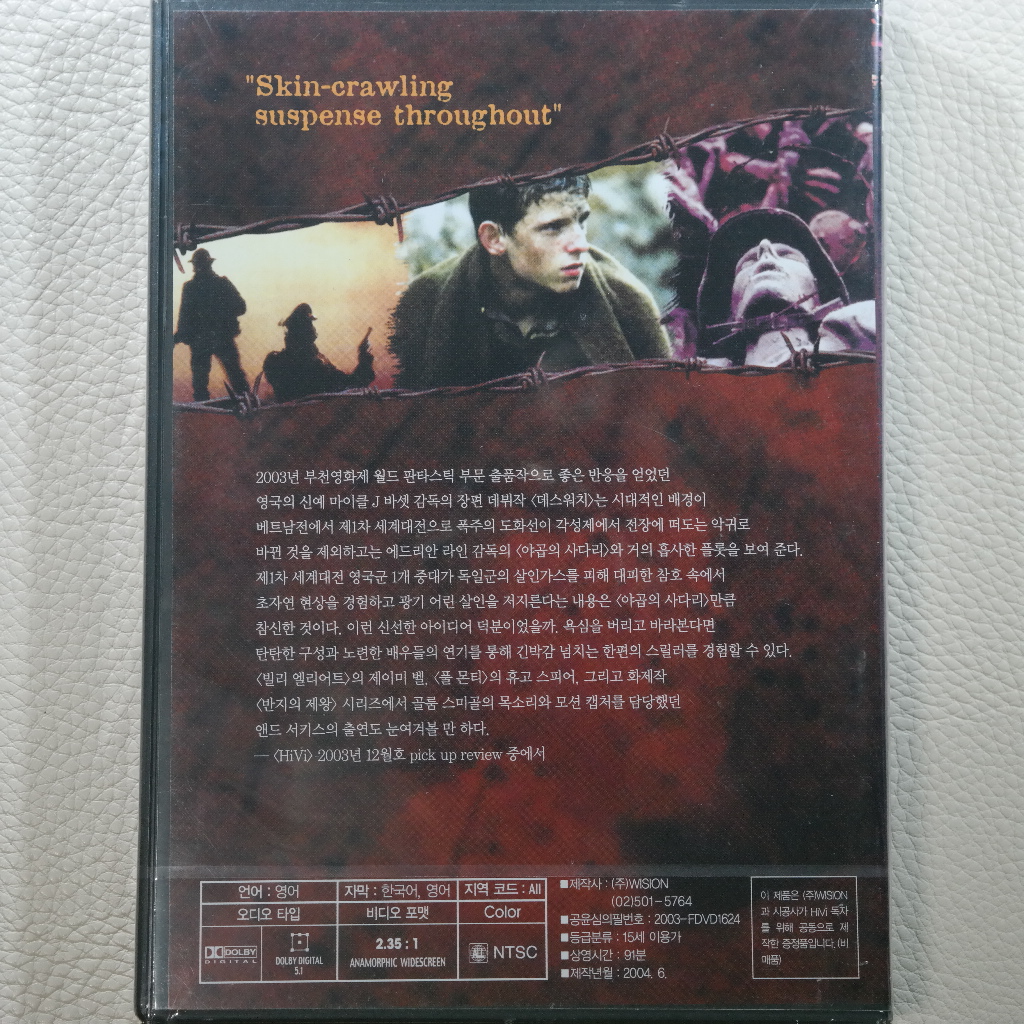 "Skin-crawling
suspense throughout"
2003년 부천영화제 월드 판타스틱 부문 출품작으로 좋은 반응을 얻었던
영국의 신예 마이클 J 바셋 감독의 장편 데뷔작 〈데스워치〉는 시대적인 배경이
베트남전에서 제1차 세계대전으로 폭주의 도화선이 각성제에서 전장에 떠도는 악귀로
바뀐 것을 제외하고는 에드리안 라인 감독의 〈야곱의 사다리〉와 거의 흡사한 플롯을 보여 준다.
제1차 세계대전 영국군 1개 중대가 독일군의 살인가스를 피해 대피한 참호 속에서
초자연 현상을 경험하고 광기 어린 살인을 저지른다는 내용은 〈야곱의 사다리〉만큼
참신한 것이다. 이런 신선한 아이디어 덕분이었을까. 욕심을 버리고 바라본다면
탄탄한 구성과 노련한 배우들의 연기를 통해 긴박감 넘치는 한편의 스릴러를 경험할 수 있다.
〈빌리 엘리어트〉의 제이미 벨, 〈풀 몬티〉의 휴고 스피어, 그리고 화제작
〈반지의 제왕〉 시리즈에서 골룸 스미골의 목소리와 모션 캡처를 담당했던
앤드 서키스의 출연도 눈여겨볼 만 하다.
― 〈HiVi〉 2003년 12월호 pick up review 중에서
언어 : 영어 자막 : 한국어, 영어 지역 코드 : All
오디오 타입 비디오 포맷 Color
DOLBY DIGITAL DOLBY DIGITAL 5.1 2.35 : 1 ANAMORPHIC WIDESCREEN NTSC
■제작사 : (주)WISION
(02)501-5764
■공윤심의필번호 : 2003-FDVD1624
■등급분류 : 15세 이용가
■상영시간 : 91분
■제작년월 : 2004. 6.
이 제품은 (주)WISION
과 시공사가 HiVi 독자
를 위해 공동으로 제
작한 증정품입니다. (비
매품)